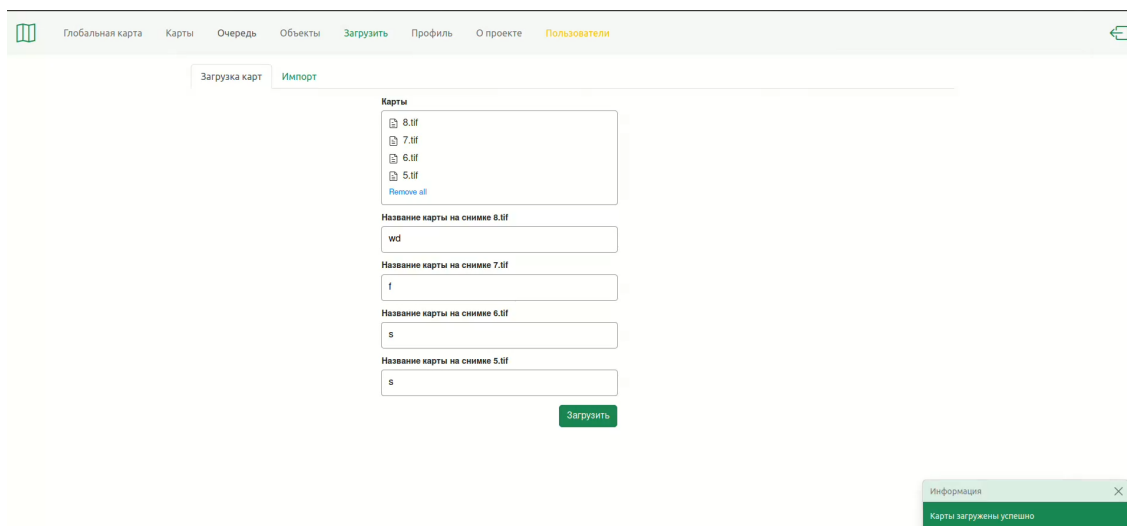 Глобальная карта Карты Очередь Объекты Загрузить Профиль О проекте Пользователи
Загрузка карт Импорт
Карты
8.tif
7.tif
6.tif
5.tif
Remove all
Название карты на снимке 8.tif
wd
Название карты на снимке 7.tif
f
Название карты на снимке 6.tif
s
Название карты на снимке 5.tif
s
Загрузить
Информация
Карты загружены успешно